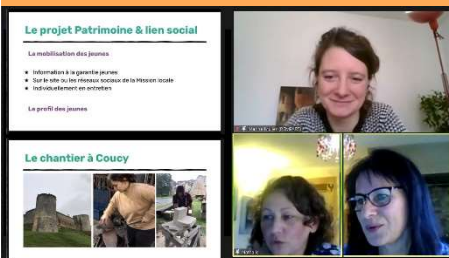 Le projet Patrimoine & lien social
La mobilisation des jeunes
Information à la garantie jeunes
Sur le site ou les réseaux sociaux de la Mission locale
Individuellement en entretien
Le profil des jeunes
Le chantier à Coucy